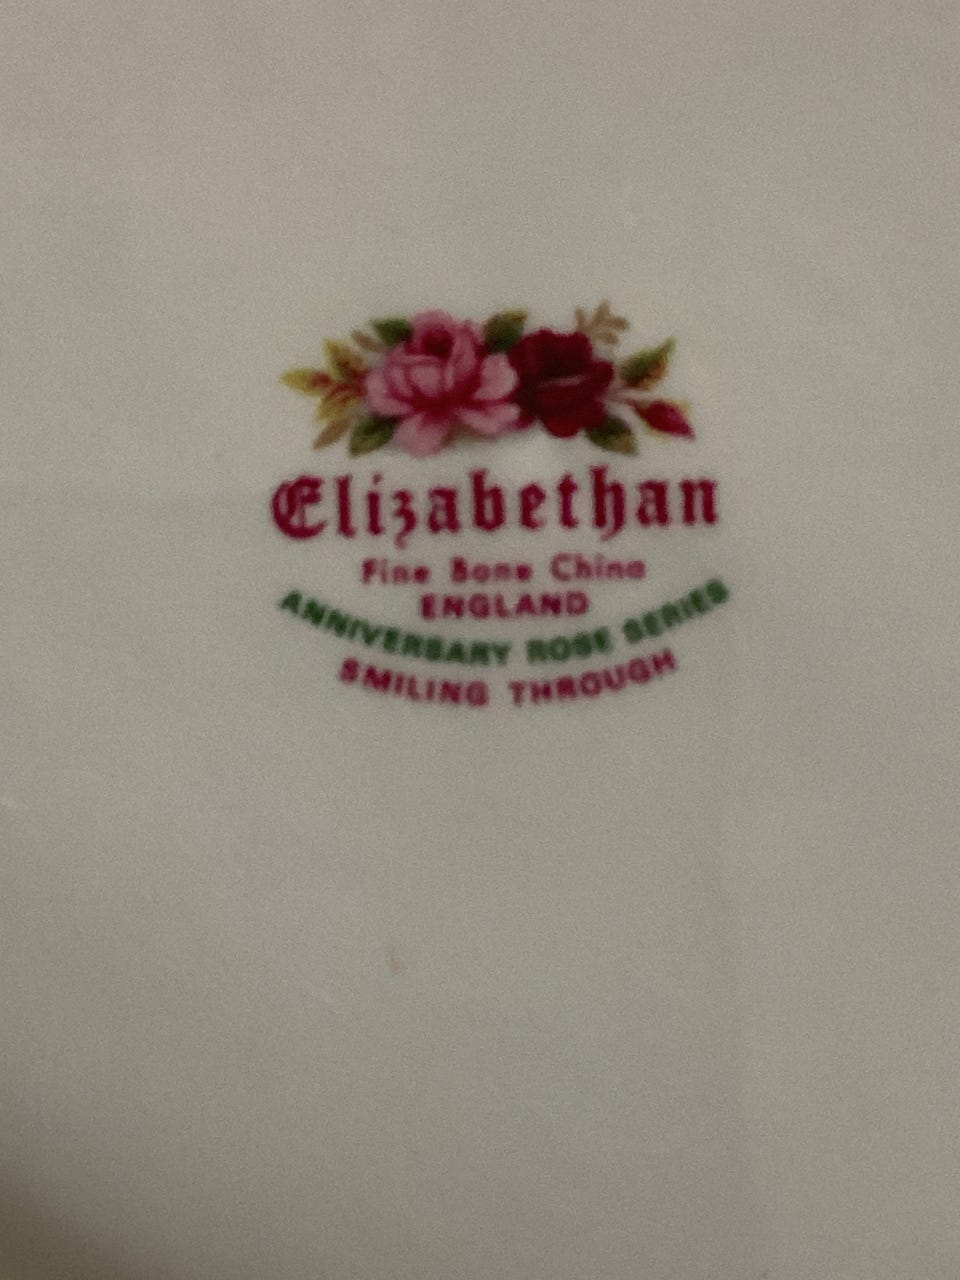 Elizabethan
Fine Bone China
ENGLAND
ANNIVERSARY ROSE SERIES
SMILING THROUGH